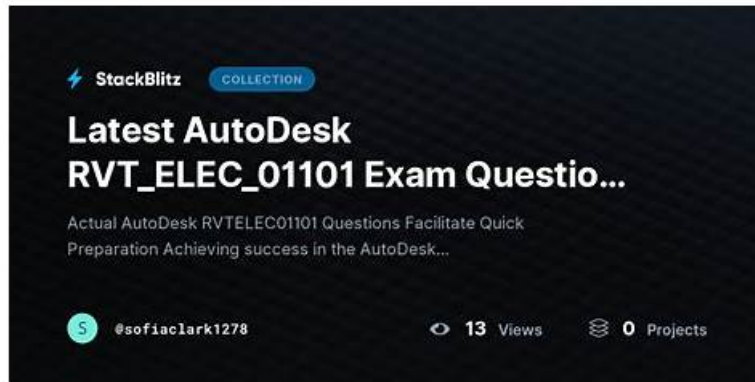 StackBlitz COLLECTION
Latest AutoDesk
RVT_ELEC_01101 Exam Questio...
Actual AutoDesk RVTELEC01101 Questions Facilitate Quick
Preparation Achieving success in the AutoDesk...
S @sofiaclark1278 13 Views 0 Projects